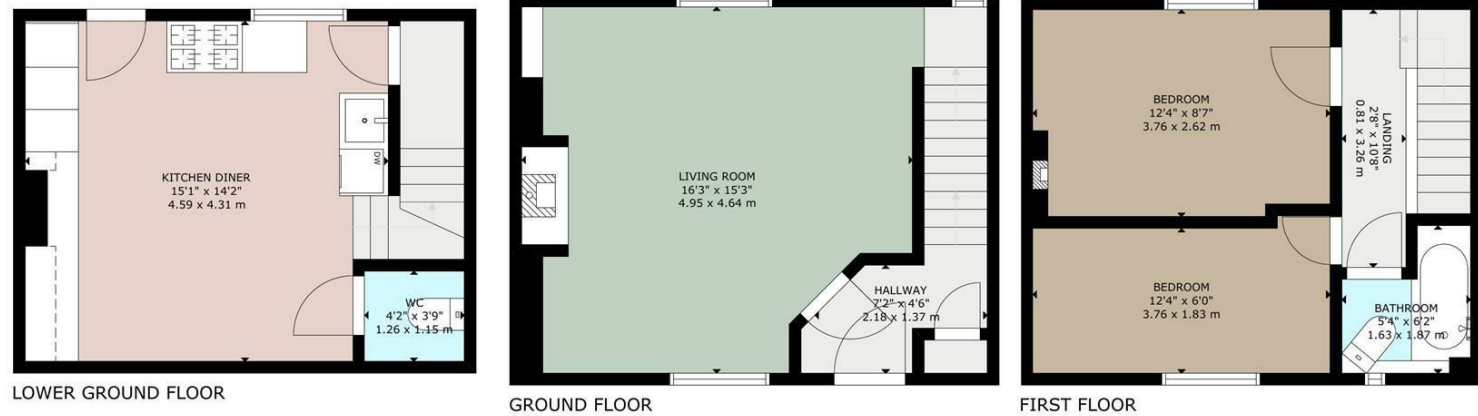 KITCHEN DINER
15'1" x 14'2"
4.59 x 4.31 m
DW
WC
4'2" x 3'9"
1.26 x 1.15 m
LOWER GROUND FLOOR
LIVING ROOM
16'3" x 15'3"
4.95 x 4.64 m
HALLWAY
7'2" x 4'6"
2.18 x 1.37 m
GROUND FLOOR
BEDROOM
12'4" x 8'7"
3.76 x 2.62 m
LANDING
2'8" x 10'8"
0.81 x 3.26 m
BEDROOM
12'4" x 6'0"
3.76 x 1.83 m
BATHROOM
5'4" x 6'2"
1.63 x 1.87 m
FIRST FLOOR